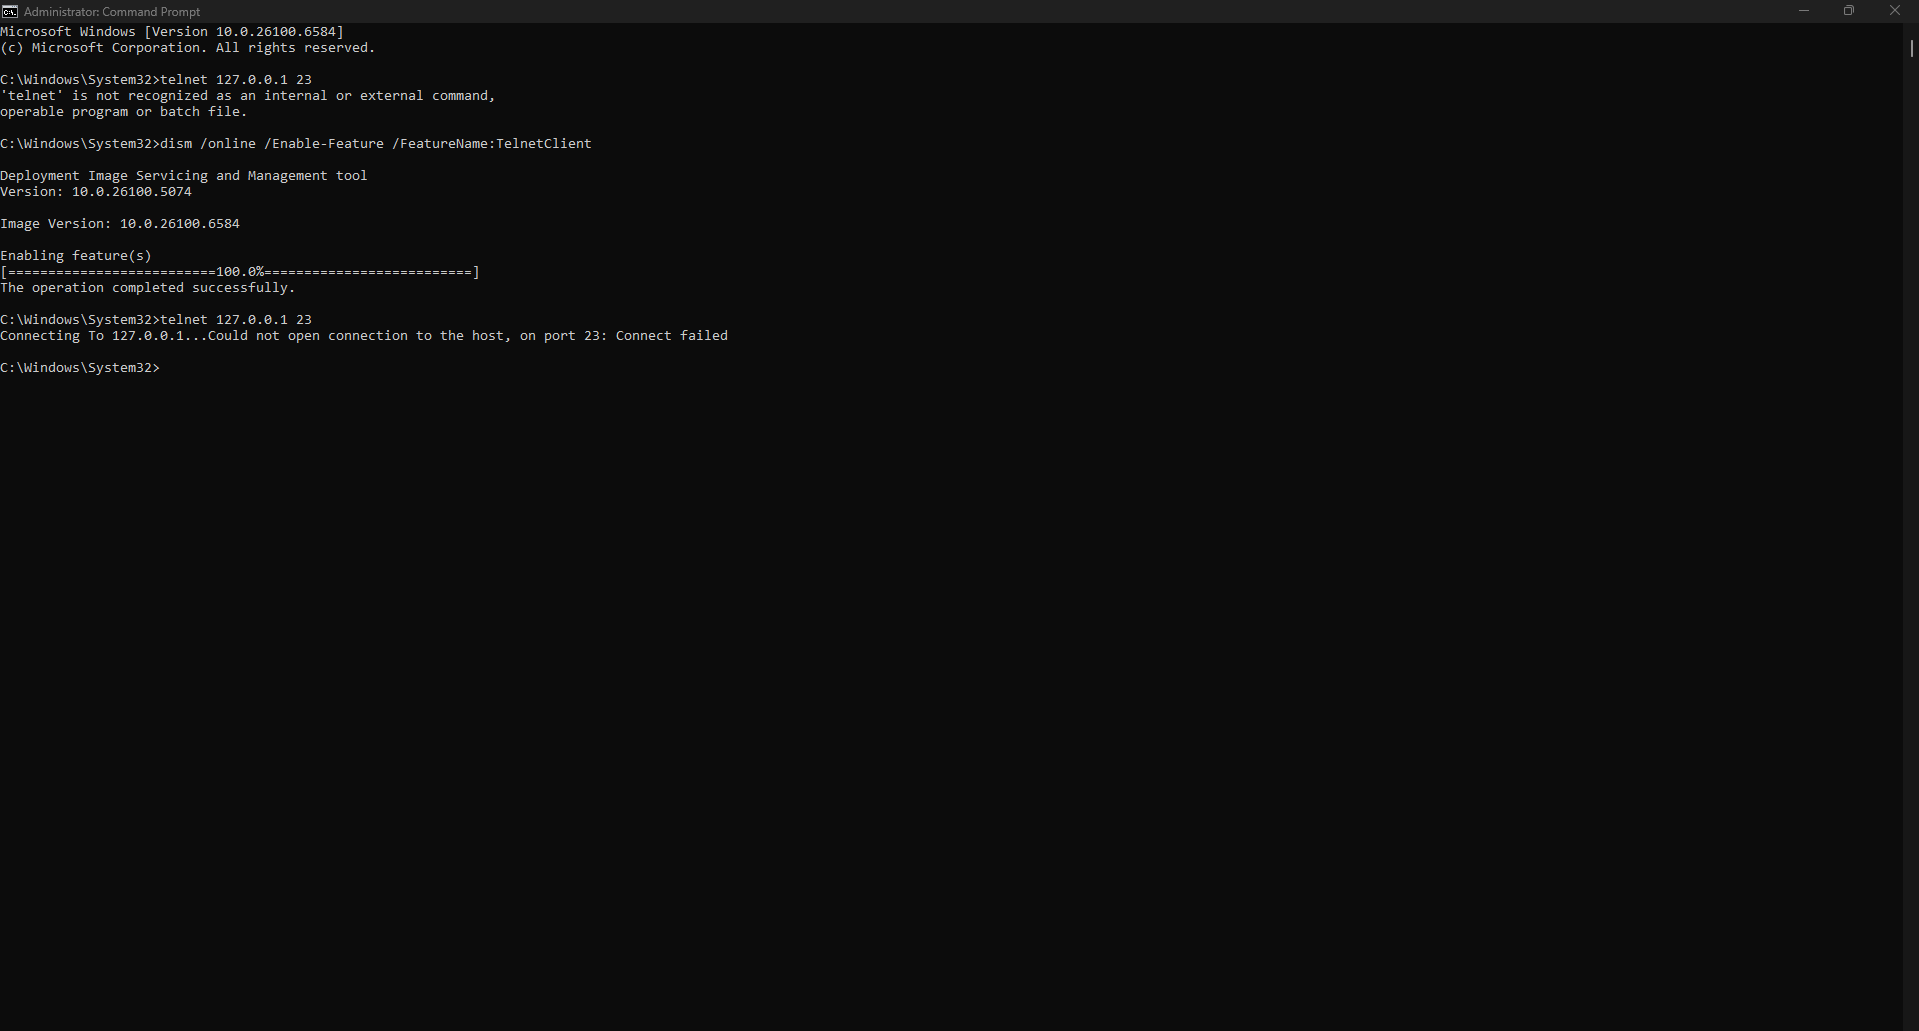 Administrator: Command Prompt
Microsoft Windows [Version 10.0.26100.6584]
(c) Microsoft Corporation. All rights reserved.
C:\Windows\System32>telnet 127.0.0.1 23
'telnet' is not recognized as an internal or external command,
operable program or batch file.
C:\Windows\System32>dism /online /Enable-Feature /FeatureName:TelnetClient
Deployment Image Servicing and Management tool
Version: 10.0.26100.5074
Image Version: 10.0.26100.6584
Enabling feature(s)
[==========================100.0%==========================]
The operation completed successfully.
C:\Windows\System32>telnet 127.0.0.1 23
Connecting To 127.0.0.1...Could not open connection to the host, on port 23: Connect failed
C:\Windows\System32>